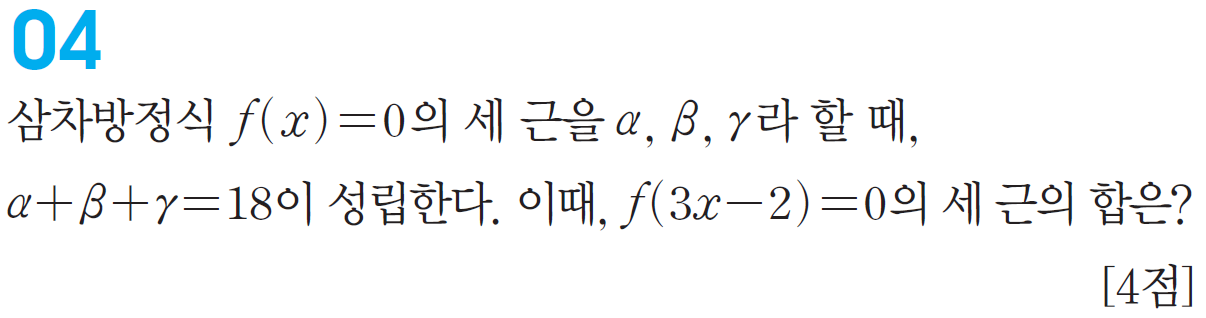 04
삼차방정식 f(x)=0의 세 근을 α, β, γ라 할 때,
α+β+γ=18이 성립한다. 이때, f(3x-2)=0의 세 근의 합은?
[4점]